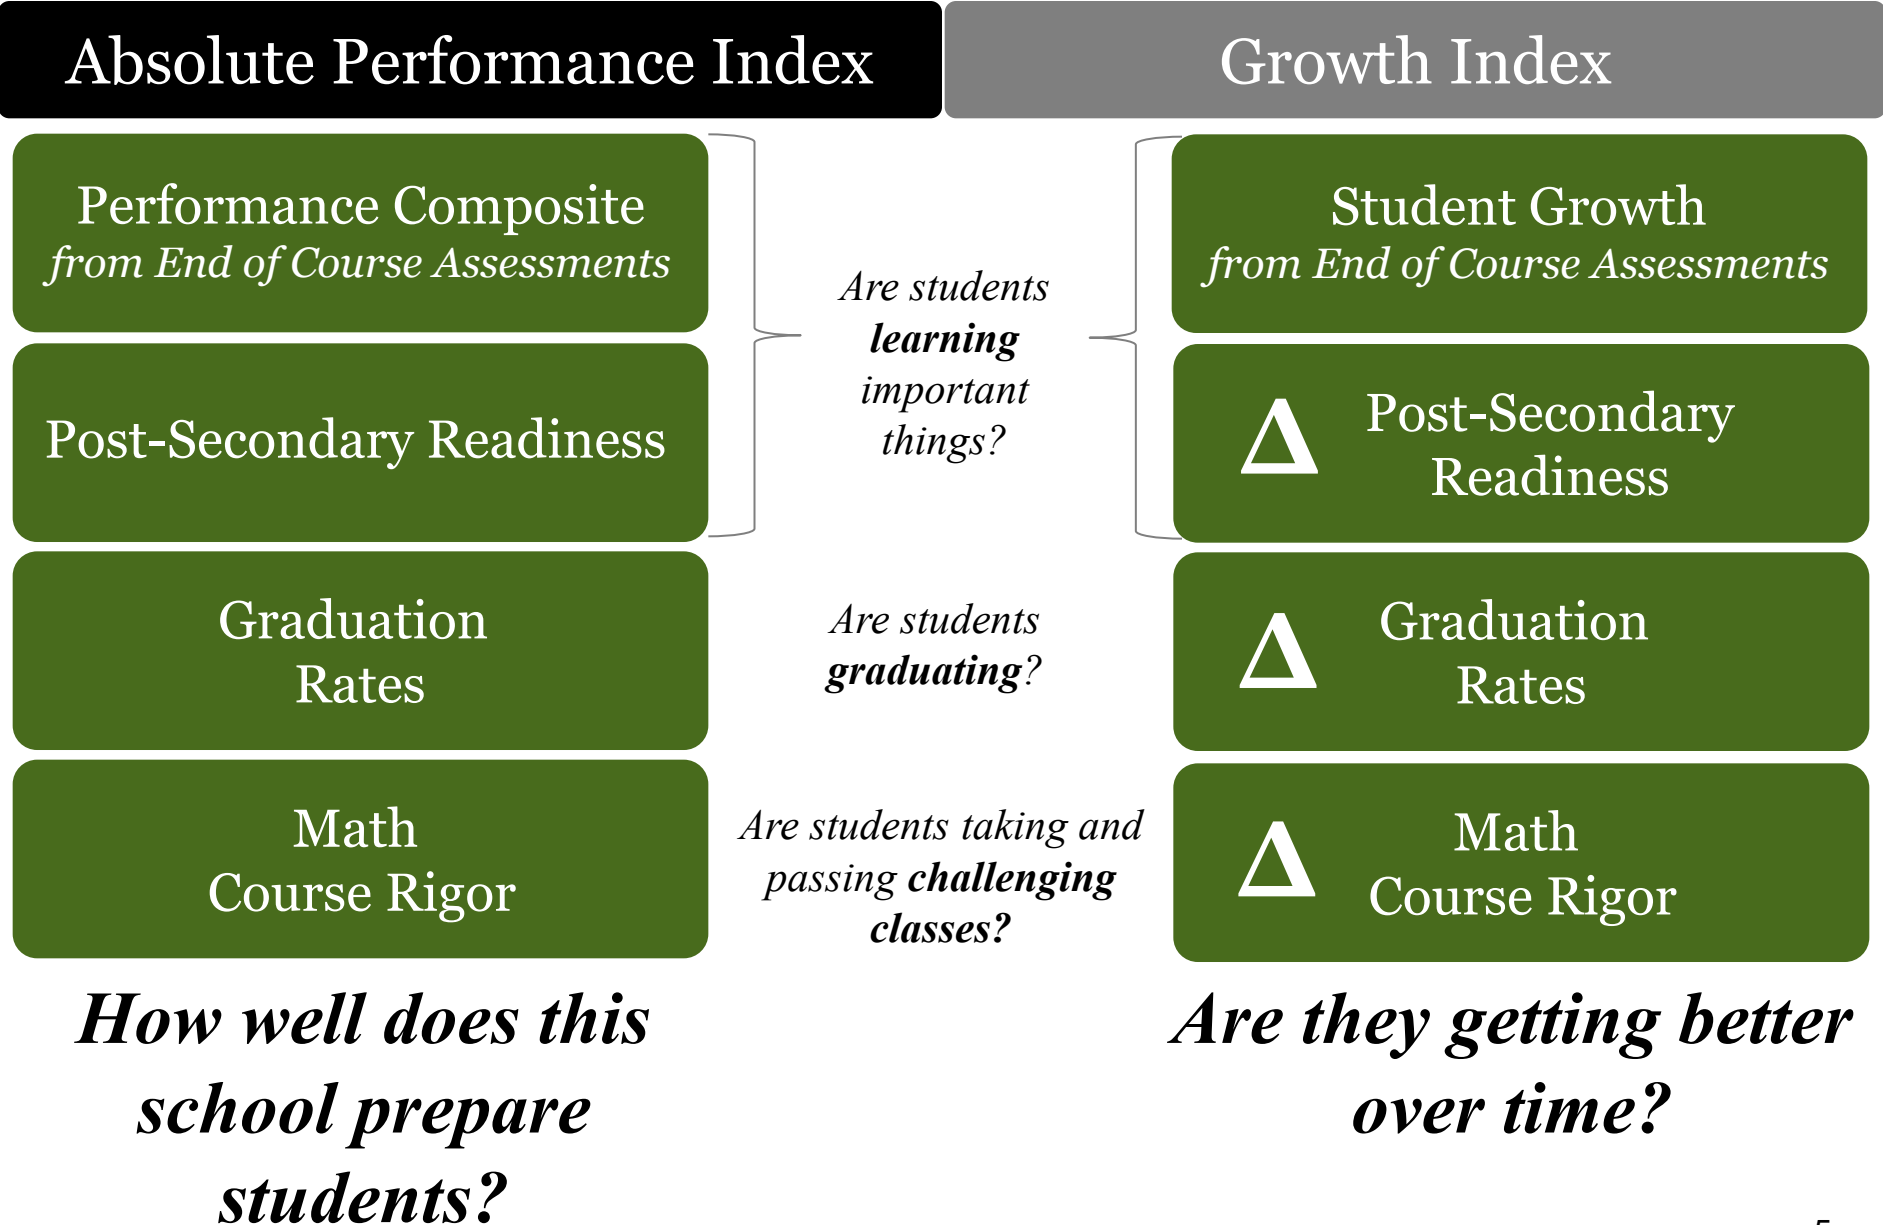 Absolute Performance Index
Growth Index
Performance Composite
from End of Course Assessments
Post-Secondary Readiness
Graduation
Rates
Math
Course Rigor
How well does this
school prepare
students?
Are students
learning
important
things?
Are students
graduating?
Are students taking and
passing challenging
classes?
Student Growth
from End of Course Assessments
Δ Post-Secondary
Readiness
Δ Graduation
Rates
Δ Math
Course Rigor
Are they getting better
over time?
5